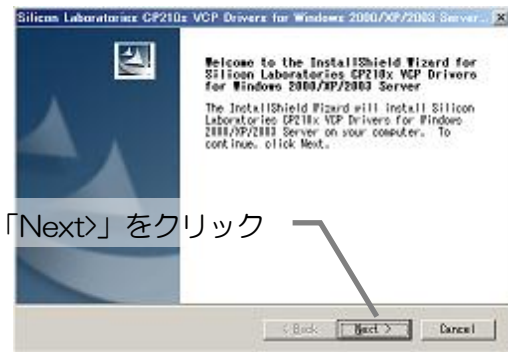 Silicon Laboratories CP210x VCP Drivers for Windows 2000/XP/2003 Server...
Welcome to the InstallShield Wizard for
Silicon Laboratories CP210x VCP Drivers
for Windows 2000/XP/2003 Server
The InstallShield Wizard will install Silicon
Laboratories CP210x VCP Drivers for Windows
2000/XP/2003 Server on your computer. To
continue, click Next.
「Next>」をクリック
< Back Next > Cancel